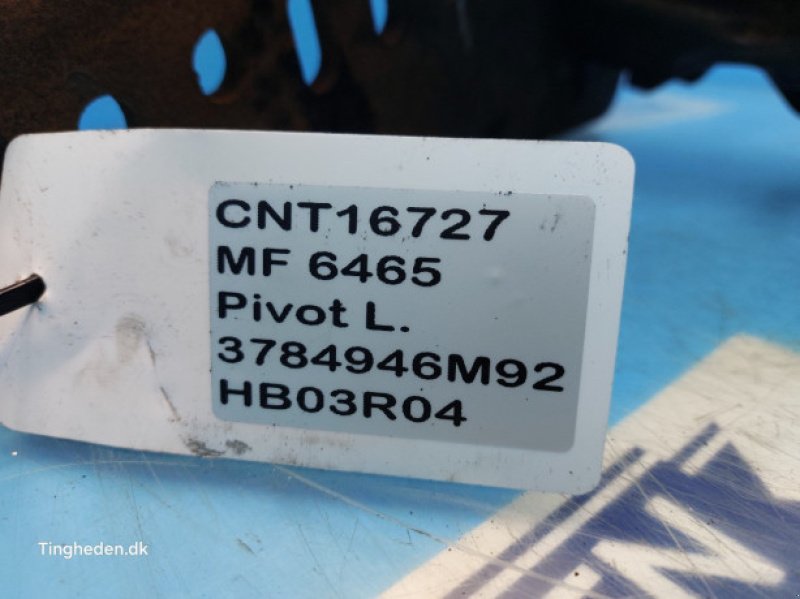 CNT16727
MF 6465
Pivot L.
3784946M92
HB03R04
Tingheden.dk